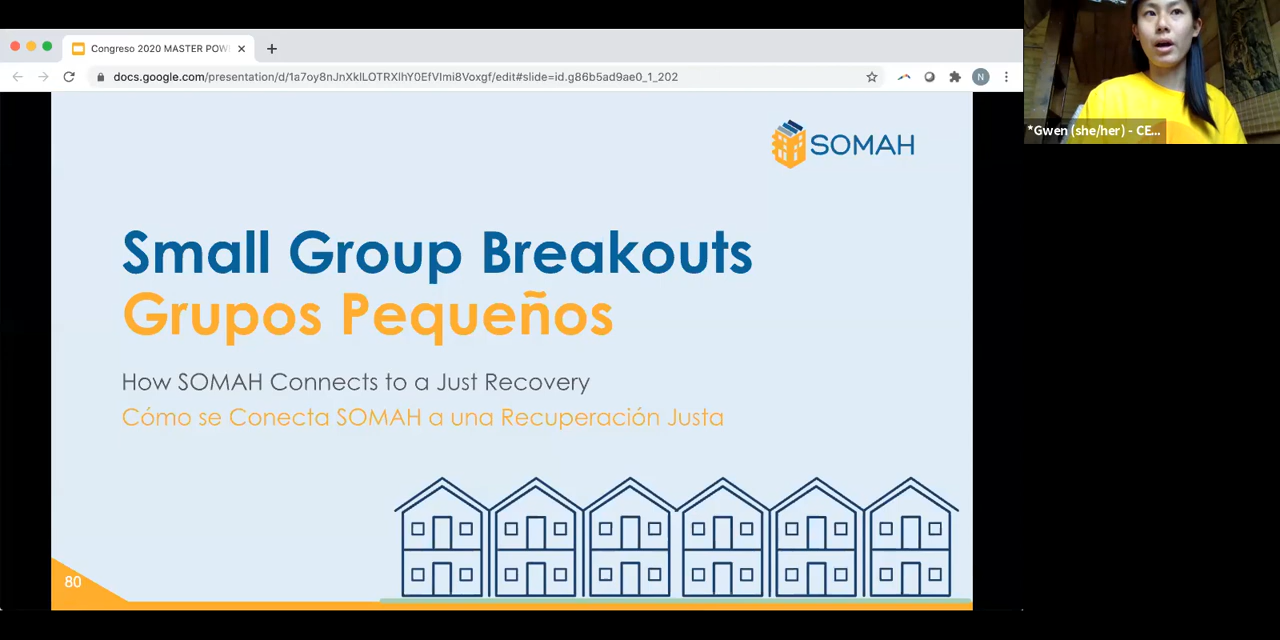 Congreso 2020 MASTER POW
docs.google.com/presentation/d/1a7oy8nJnXklLOTRXlhY0EfVImi8Voxgf/edit#slide=id.g86b5ad9ae0_1_202
N
*Gwen (she/her) - CE...
SOMAH
Small Group Breakouts
Grupos Pequeños
How SOMAH Connects to a Just Recovery
Cómo se Conecta SOMAH a una Recuperación Justa
80